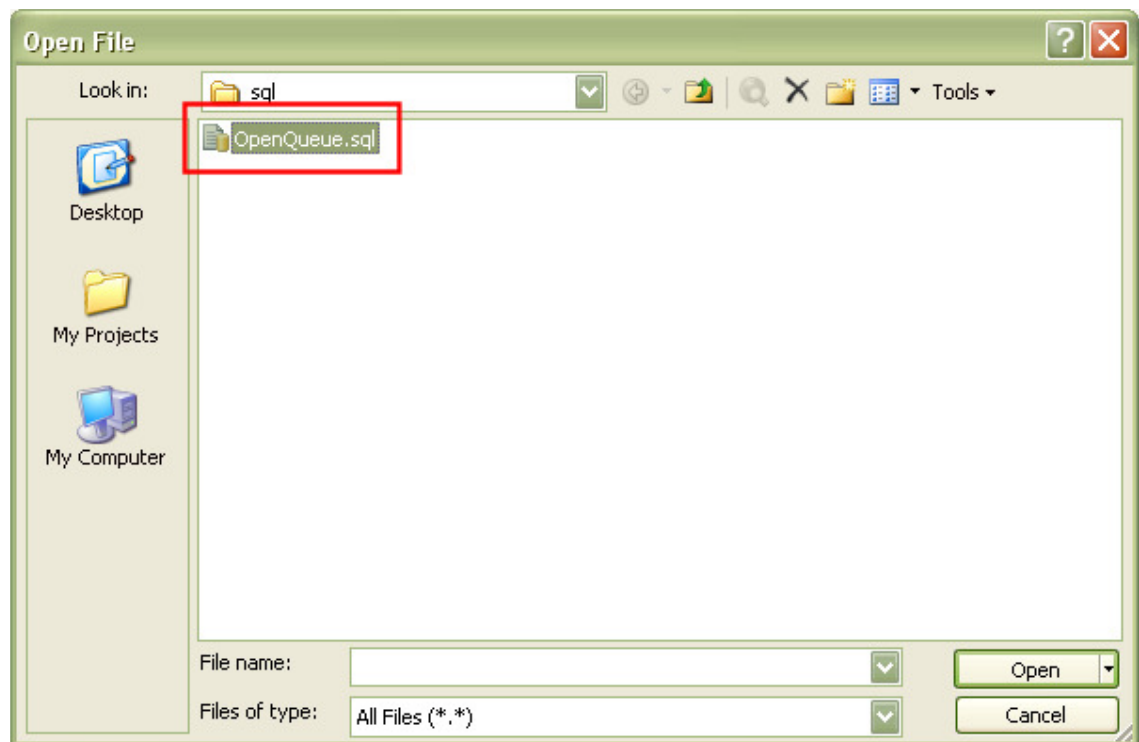 Open File
Look in:
sql
Tools
OpenQueue.sql
Desktop
My Projects
My Computer
File name:
Open
Files of type:
All Files (*.*)
Cancel